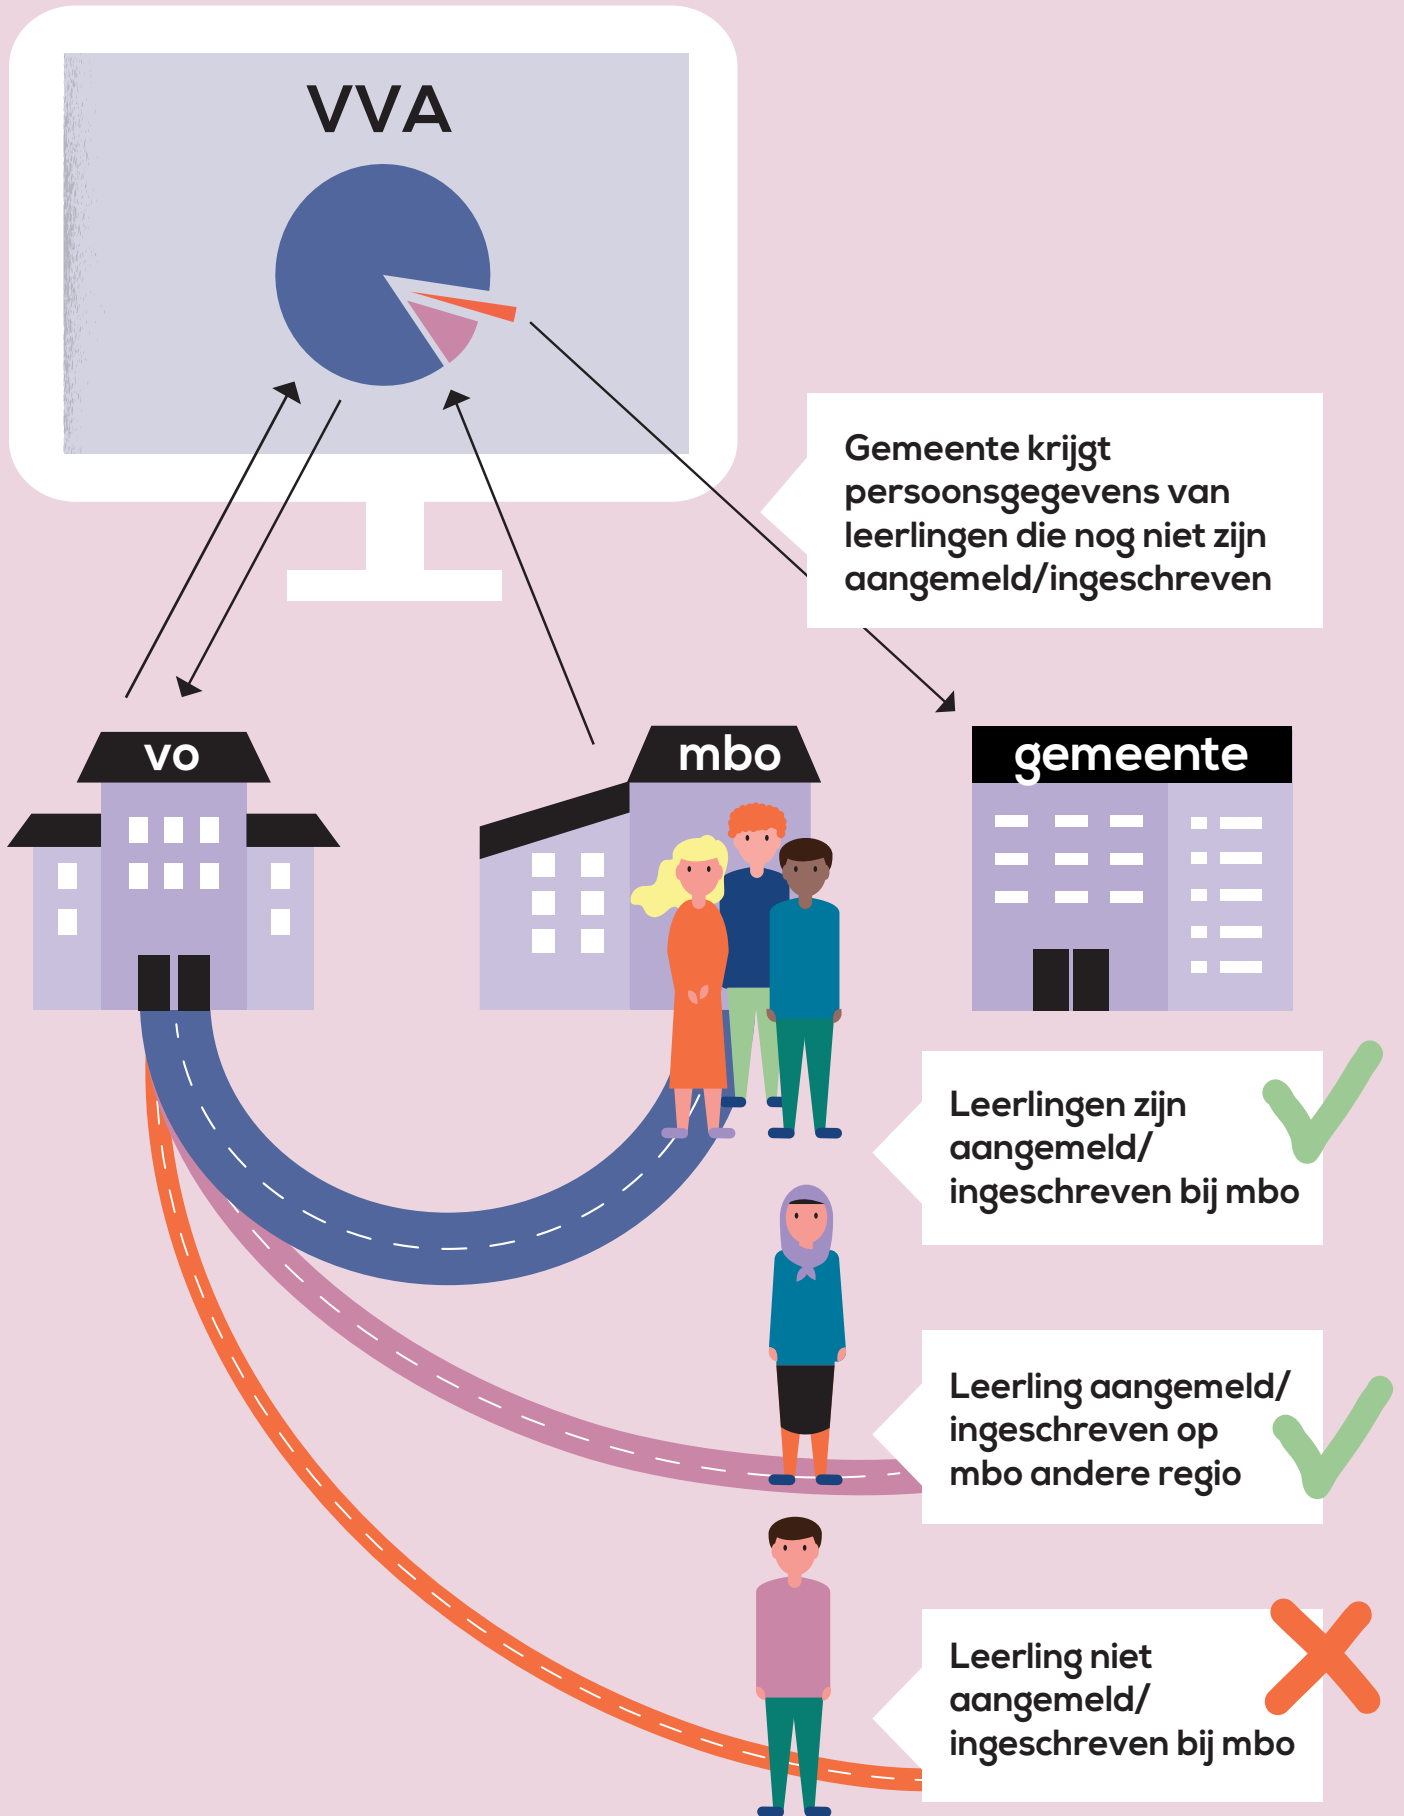 VVA
Gemeente krijgt
persoonsgegevens van
leerlingen die nog niet zijn
aangemeld/ingeschreven
vo
mbo
gemeente
Leerlingen zijn
aangemeld/
ingeschreven bij mbo
Leerling aangemeld/
ingeschreven op
mbo andere regio
Leerling niet
aangemeld/
ingeschreven bij mbo